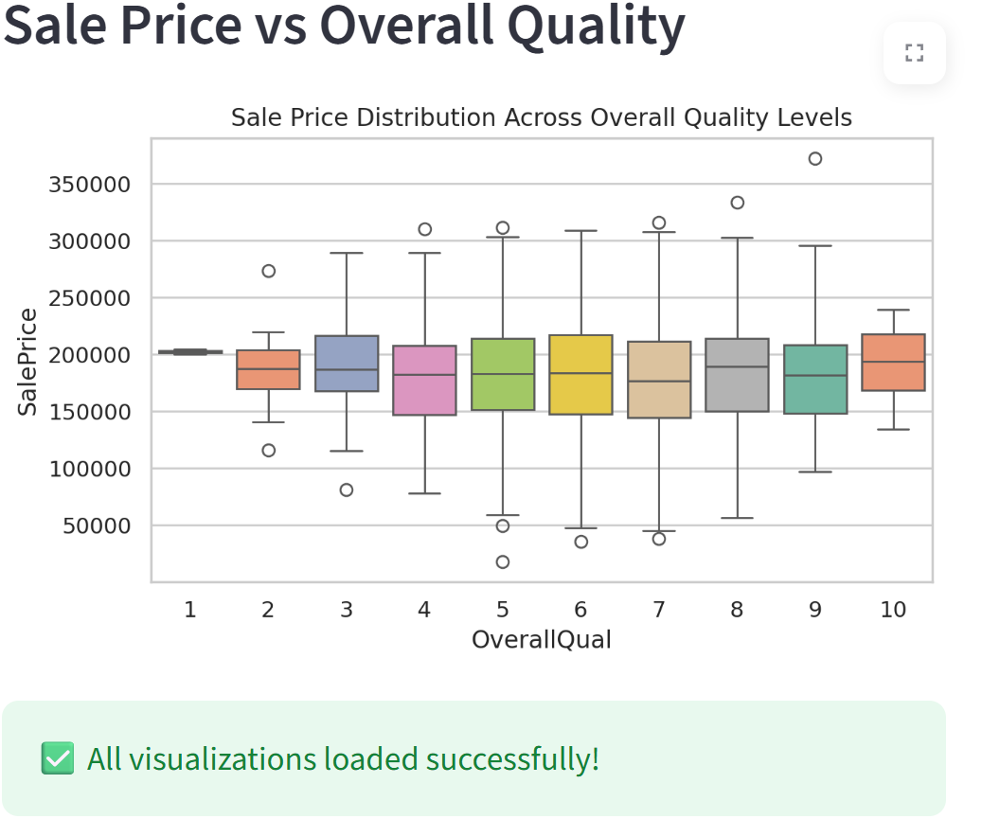 Sale Price vs Overall Quality
Sale Price Distribution Across Overall Quality Levels
SalePrice
350000
300000
250000
200000
150000
100000
50000
1 2 3 4 5 6 7 8 9 10
OverallQual
✅ All visualizations loaded successfully!